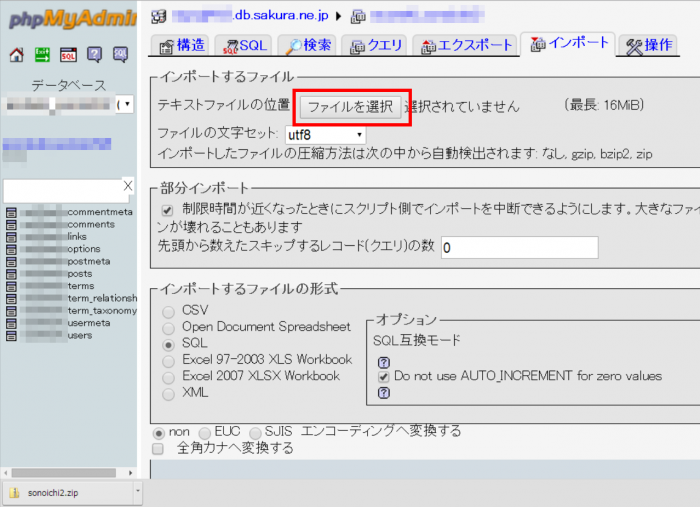 phpMyAdmin
データベース
commentmeta
comments
links
options
postmeta
posts
terms
term_relationsh
term_taxonomy
usermeta
users
.db.sakura.ne.jp
構造 SQL 検索 クエリ エクスポート インポート 操作
インポートするファイル
テキストファイルの位置 ファイルを選択 選択されていません (最長: 16MiB)
ファイルの文字セット: utf8
インポートしたファイルの圧縮方法は次の中から自動検出されます: なし, gzip, bzip2, zip
部分インポート
制限時間が近くなったときにスクリプト側でインポートを中断できるようにします。大きなファイ
ンが壊れることもあります
先頭から数えたスキップするレコード(クエリ)の数 0
インポートするファイルの形式
CSV
Open Document Spreadsheet
SQL
Excel 97-2003 XLS Workbook
Excel 2007 XLSX Workbook
XML
オプション
SQL互換モード
Do not use AUTO_INCREMENT for zero values
non EUC SJIS エンコーディングへ変換する
全角カナへ変換する
sonoichi2.zip